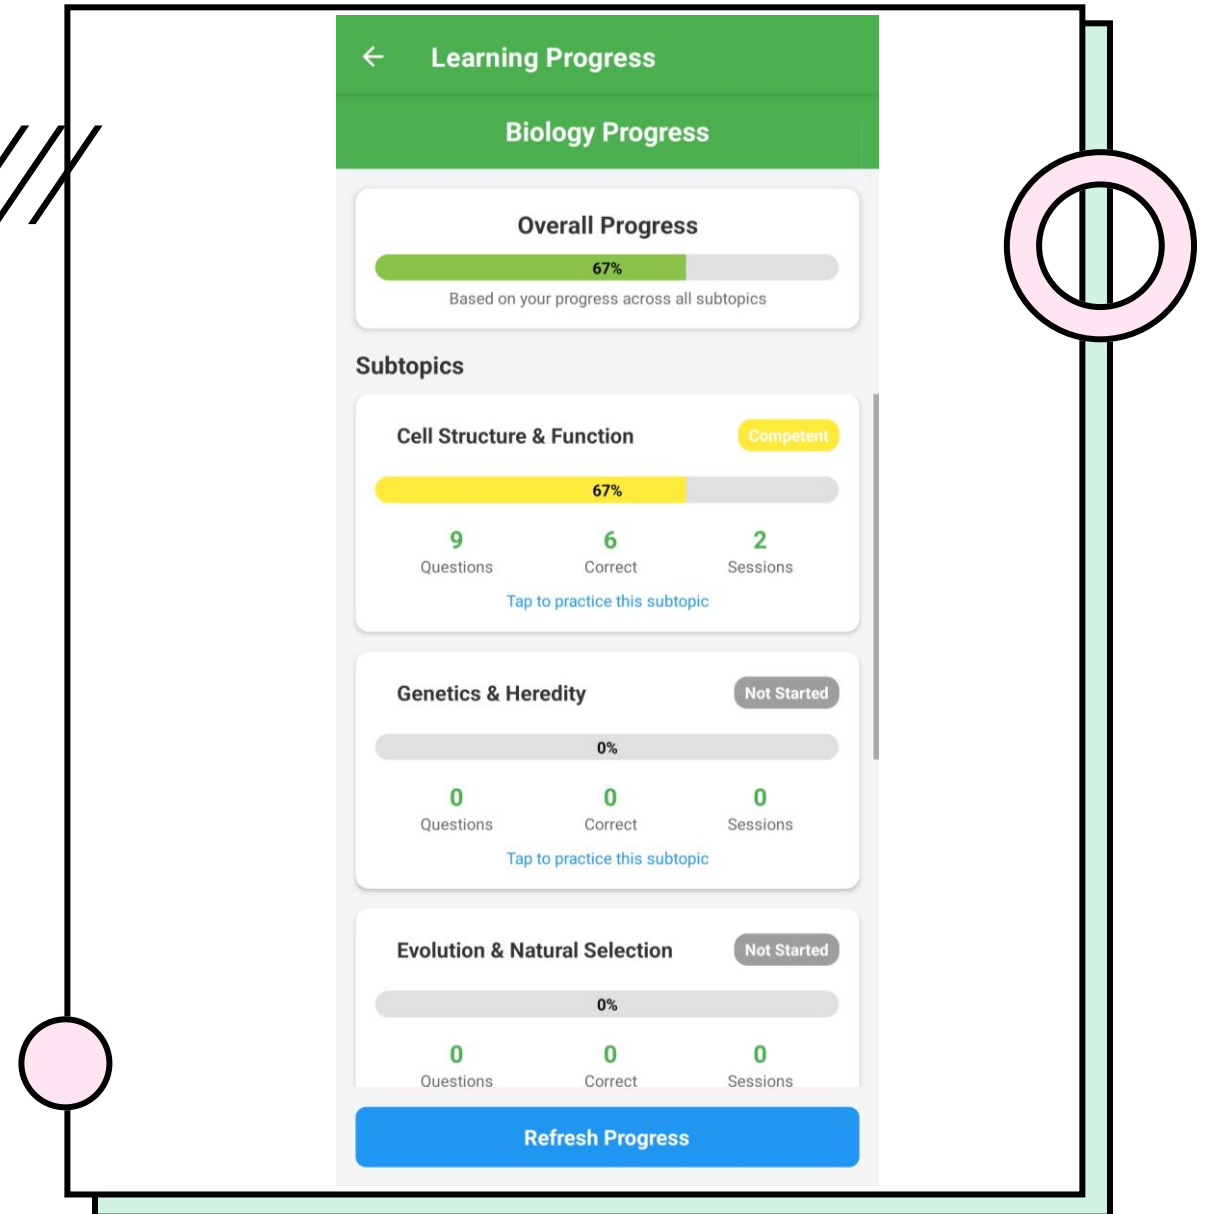 Learning Progress
Biology Progress
Overall Progress
67%
Based on your progress across all subtopics
Subtopics
Cell Structure & Function Competent
67%
9 6 2
Questions Correct Sessions
Tap to practice this subtopic
Genetics & Heredity Not Started
0%
0 0 0
Questions Correct Sessions
Tap to practice this subtopic
Evolution & Natural Selection Not Started
0%
0 0 0
Questions Correct Sessions
Refresh Progress